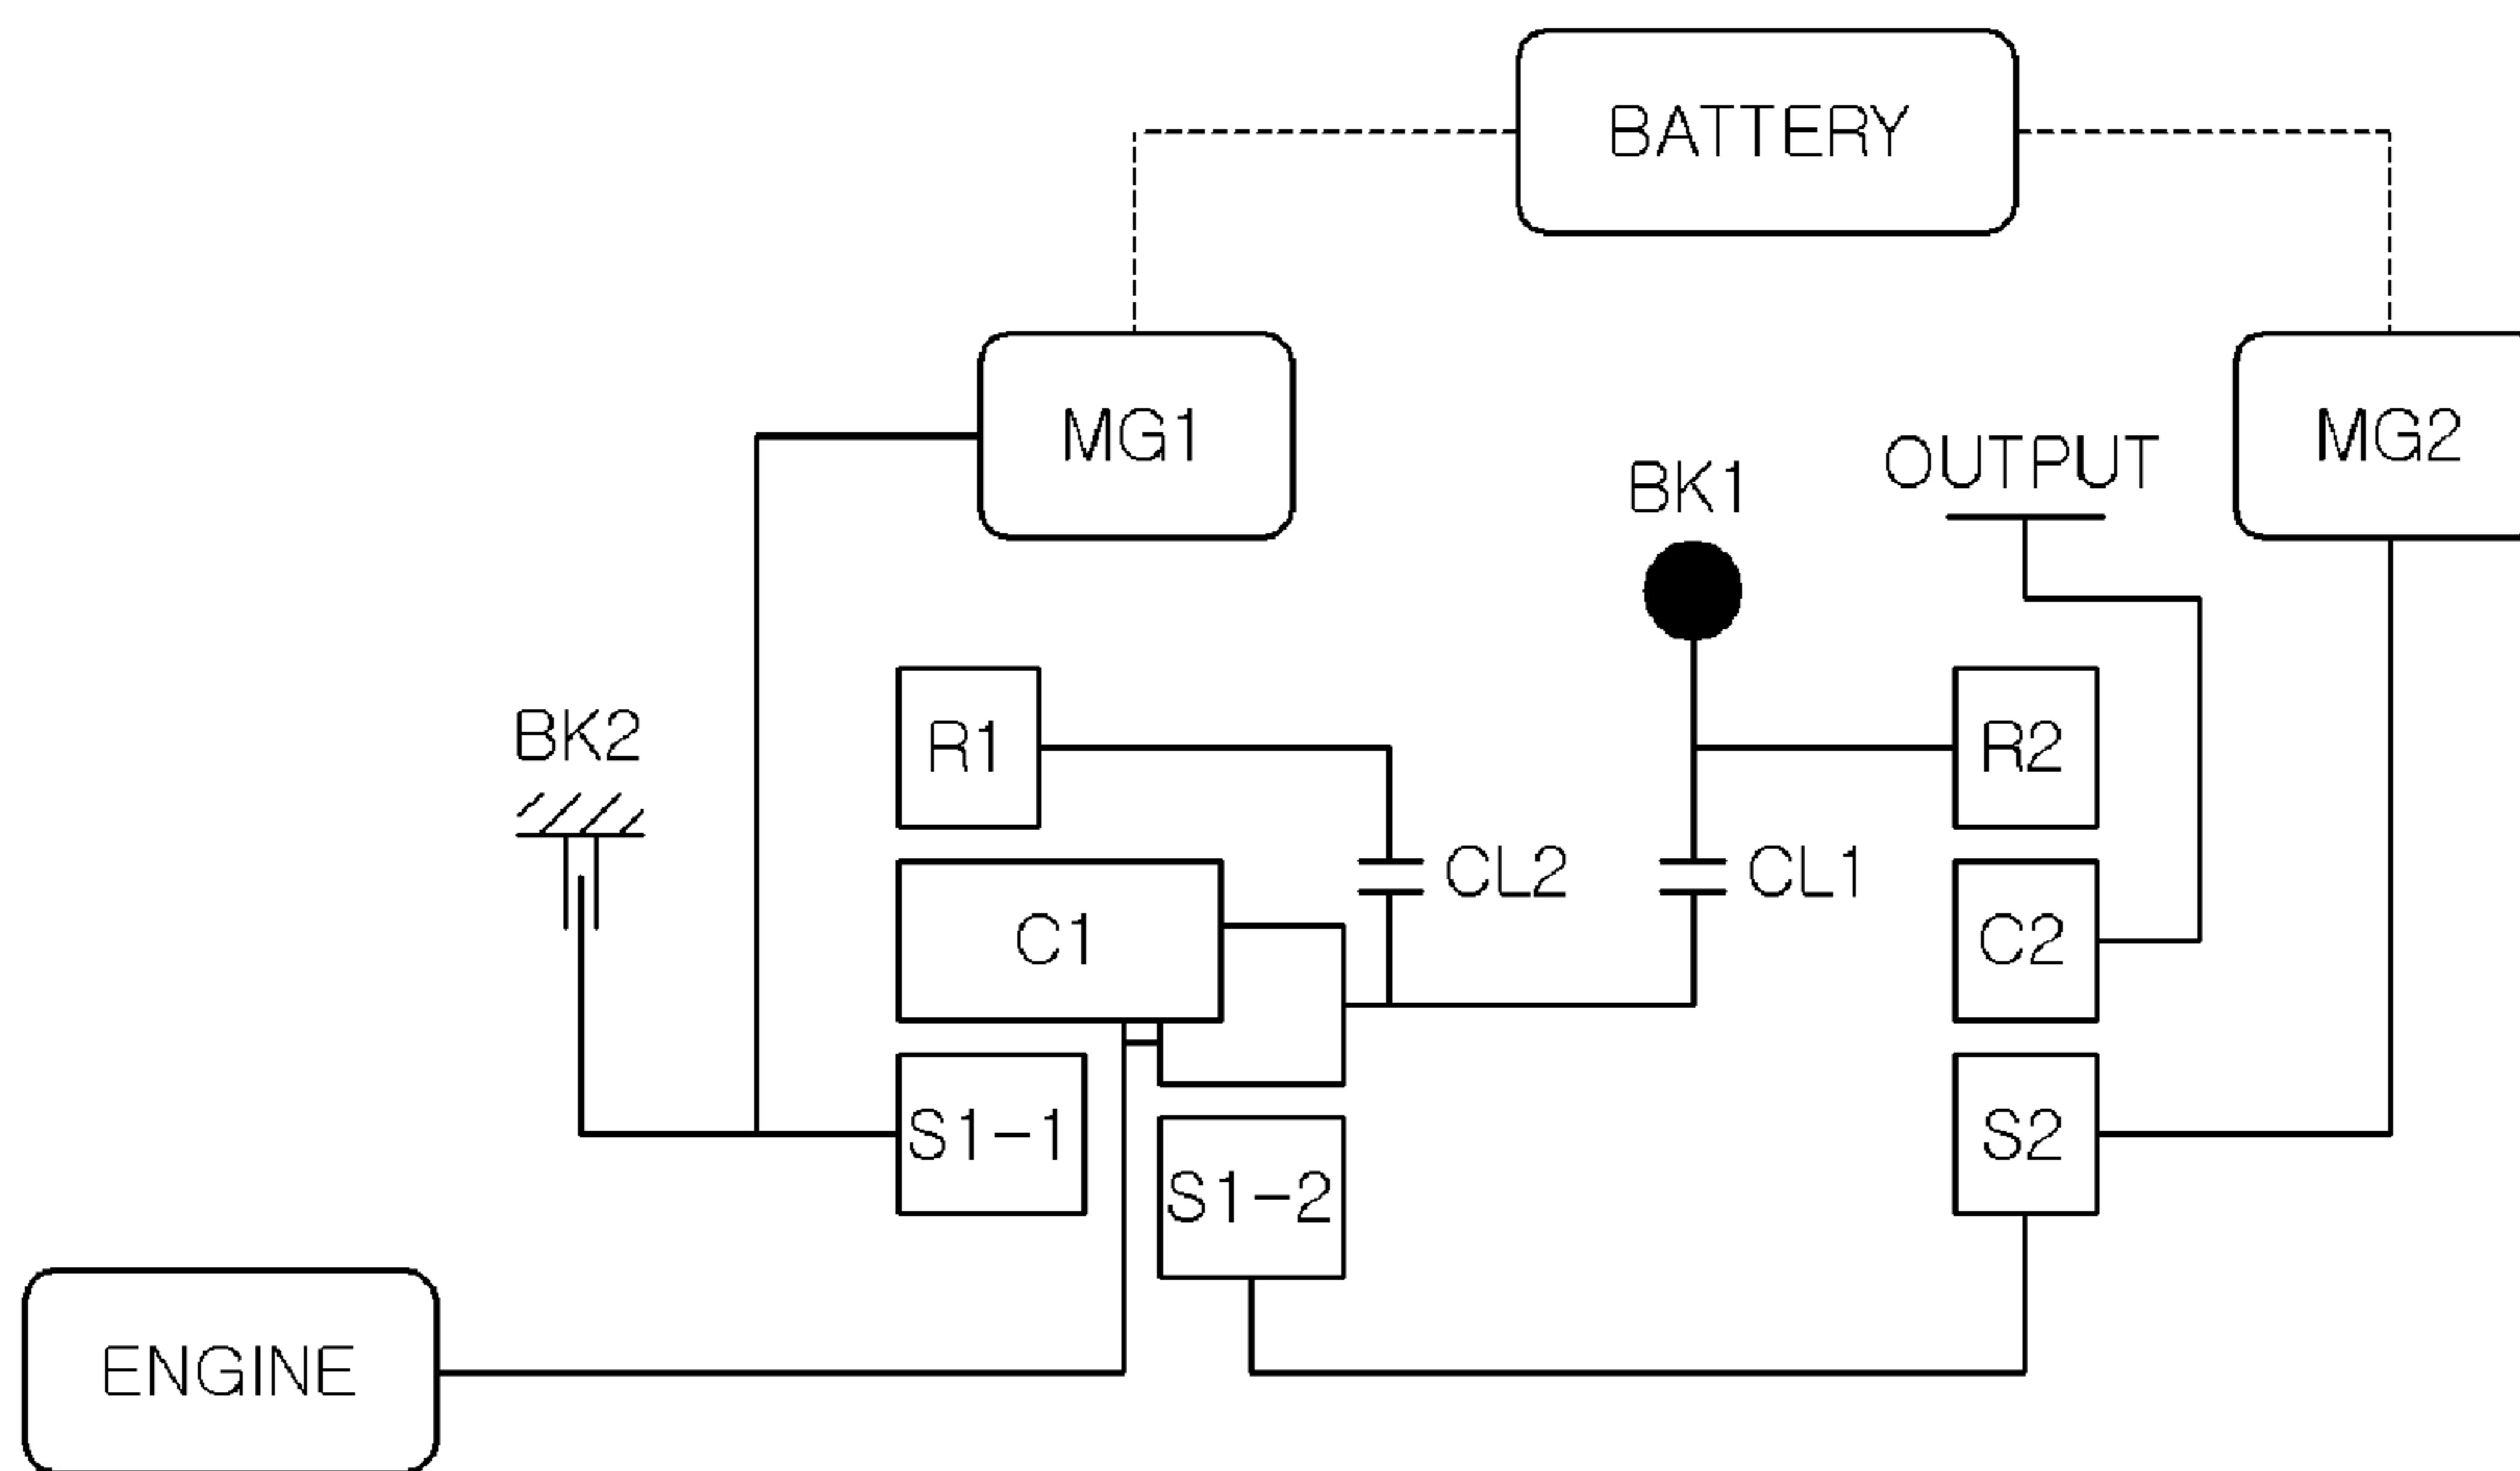 BATTERY
MG1
MG2
OUTPUT
BK1
BK2
R1
R2
CL2
CL1
C1
C2
S1-1
S2
S1-2
ENGINE